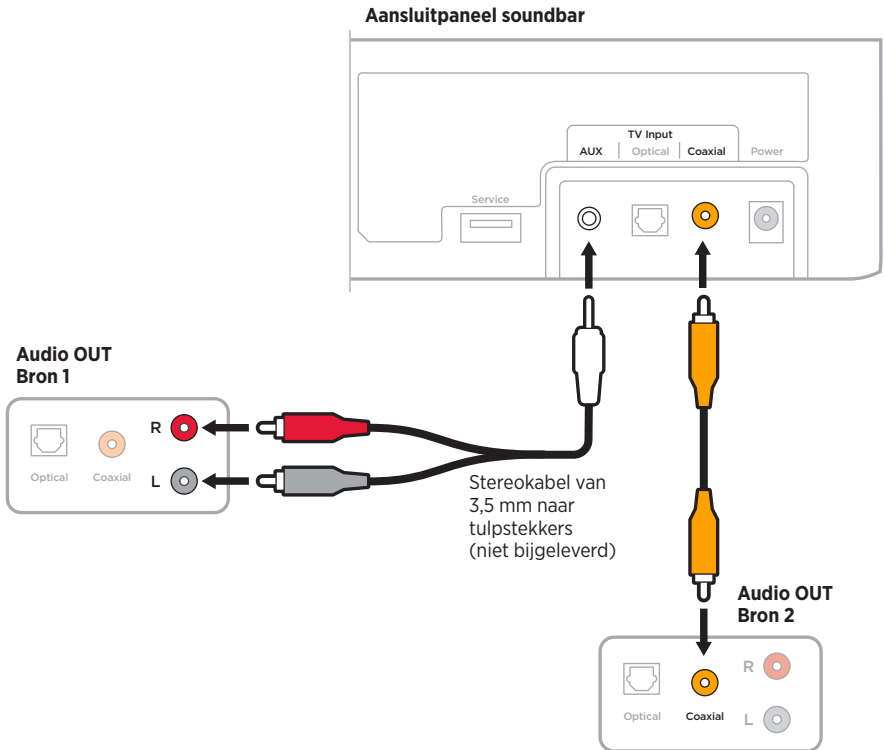 Aansluitpaneel soundbar
TV Input
AUX Optical Coaxial Power
Service
Audio OUT
Bron 1
R
L
Optical Coaxial
Stereokabel van
3,5 mm naar
tulpstekkers
(niet bijgeleverd)
Audio OUT
Bron 2
R
L
Optical Coaxial